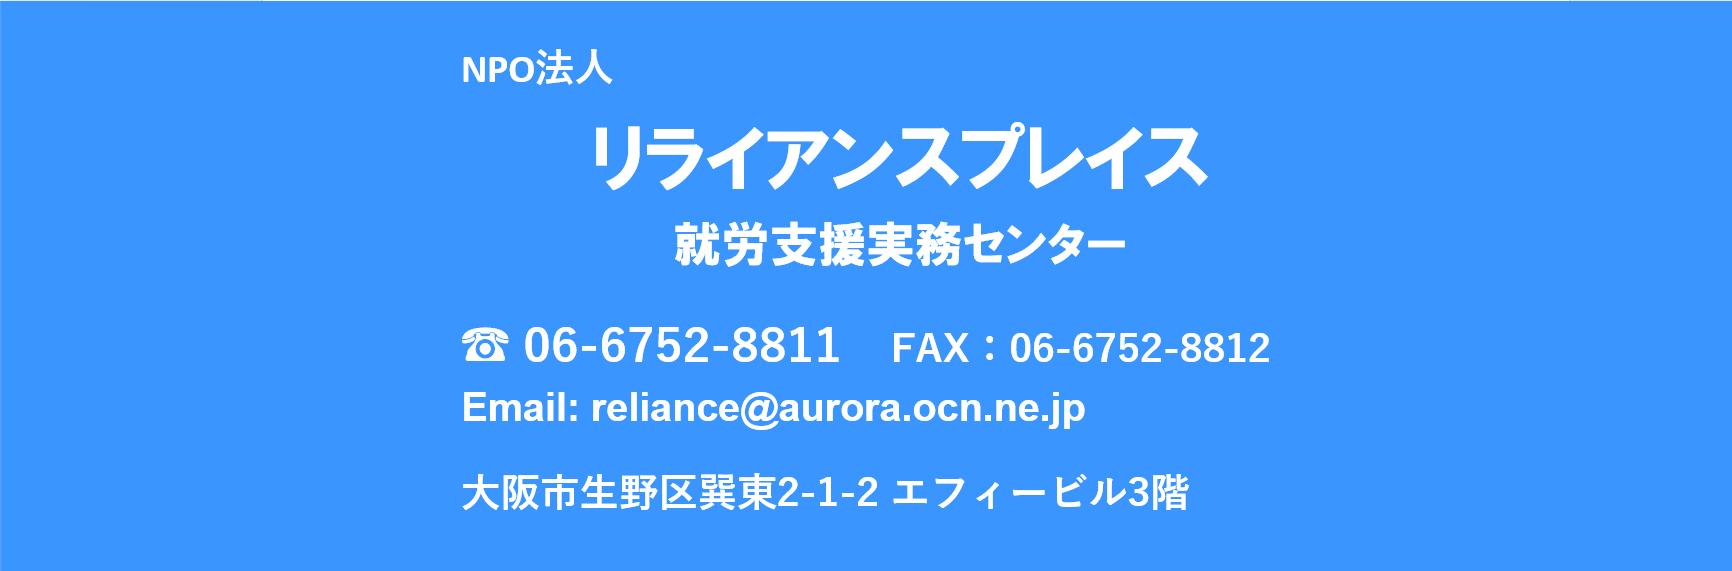 NPO法人
リライアンスプレイス
就労支援実務センター
☎ 06-6752-8811 FAX：06-6752-8812
Email: reliance@aurora.ocn.ne.jp
大阪市生野区巽東2-1-2 エフィービル3階